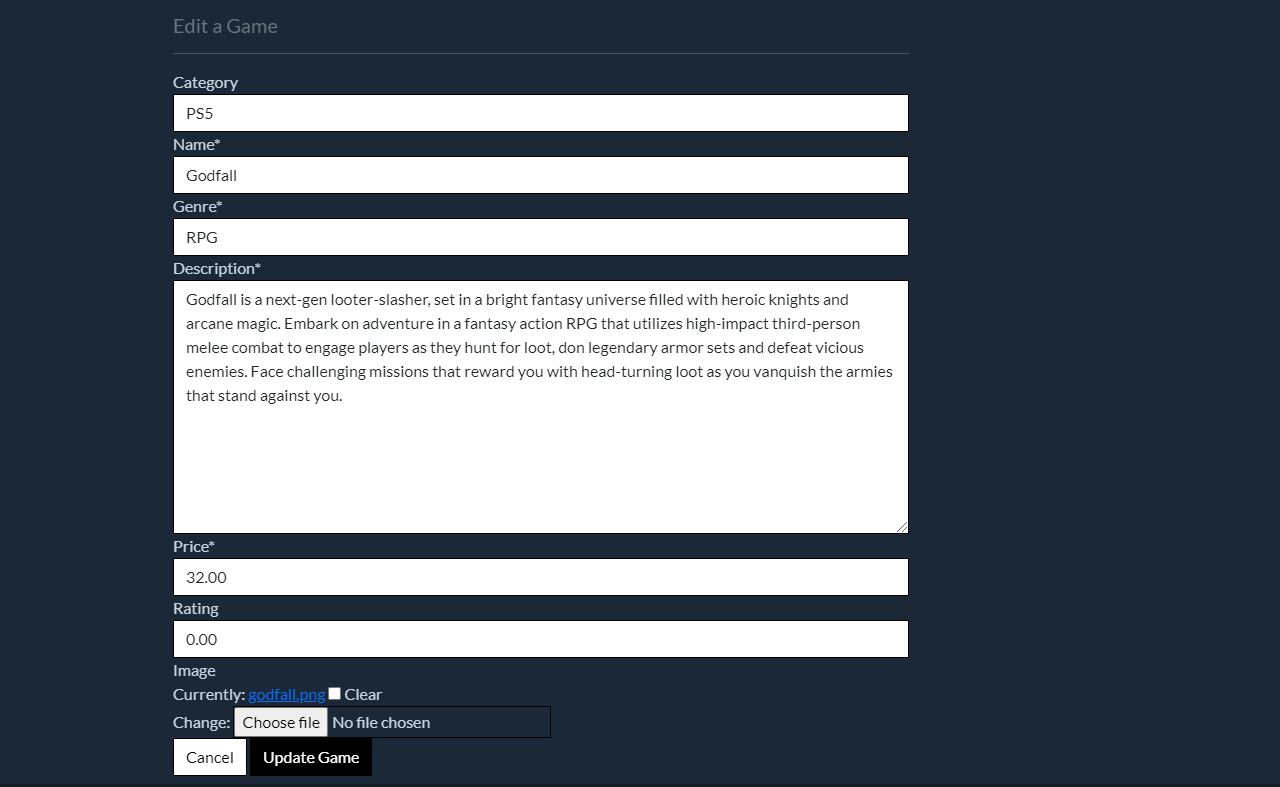 Edit a Game
Category
PS5
Name*
Godfall
Genre*
RPG
Description*
Godfall is a next-gen looter-slasher, set in a bright fantasy universe filled with heroic knights and
arcane magic. Embark on adventure in a fantasy action RPG that utilizes high-impact third-person
melee combat to engage players as they hunt for loot, don legendary armor sets and defeat vicious
enemies. Face challenging missions that reward you with head-turning loot as you vanquish the armies
that stand against you.
Price*
32.00
Rating
0.00
Image
Currently: godfall.png Clear
Change: Choose file No file chosen
Cancel Update Game